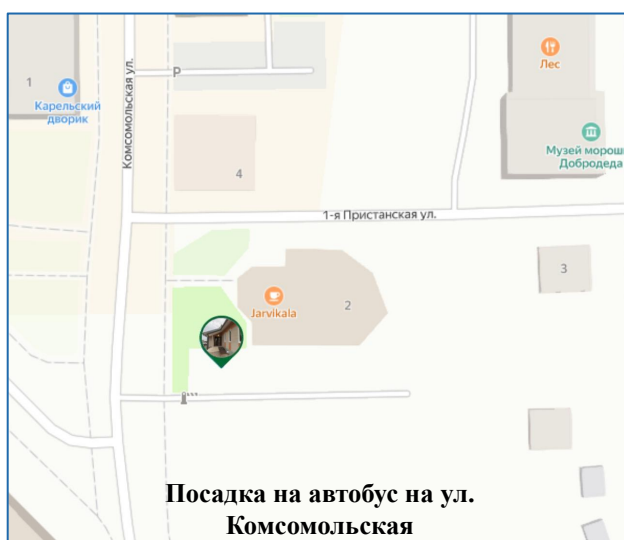 Комсомольская ул.
1
P
Лес
Карельский
дворик
Музей морош
Добродеда
4
1-я Пристанская ул.
3
2
Jarvikala
Посадка на автобус на ул.
Комсомольская